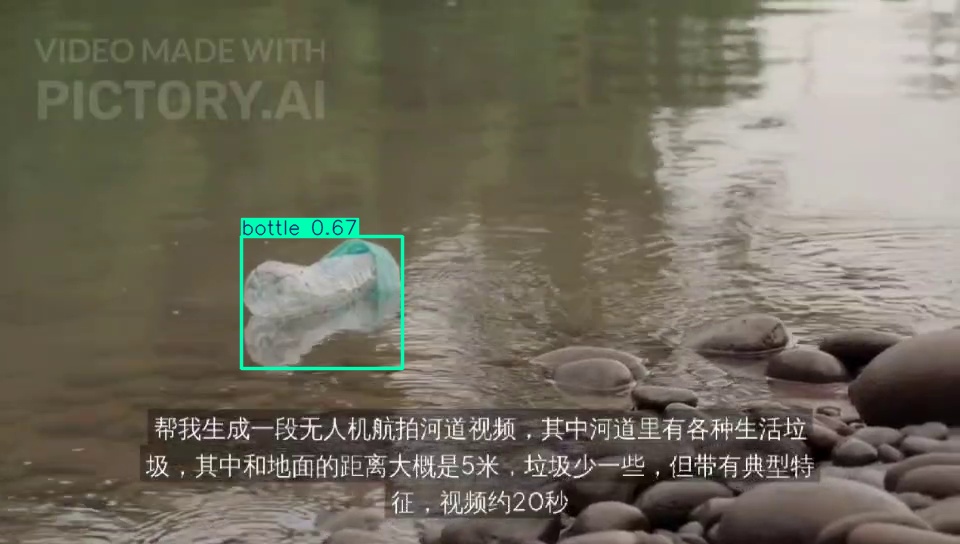 VIDEO MADE WITH
PICTORY.AI
bottle 0.67
帮我生成一段无人机航拍河道视频，其中河道里有各种生活垃
圾，其中和地面的距离大概是5米，垃圾少一些，但带有典型特
征，视频约20秒